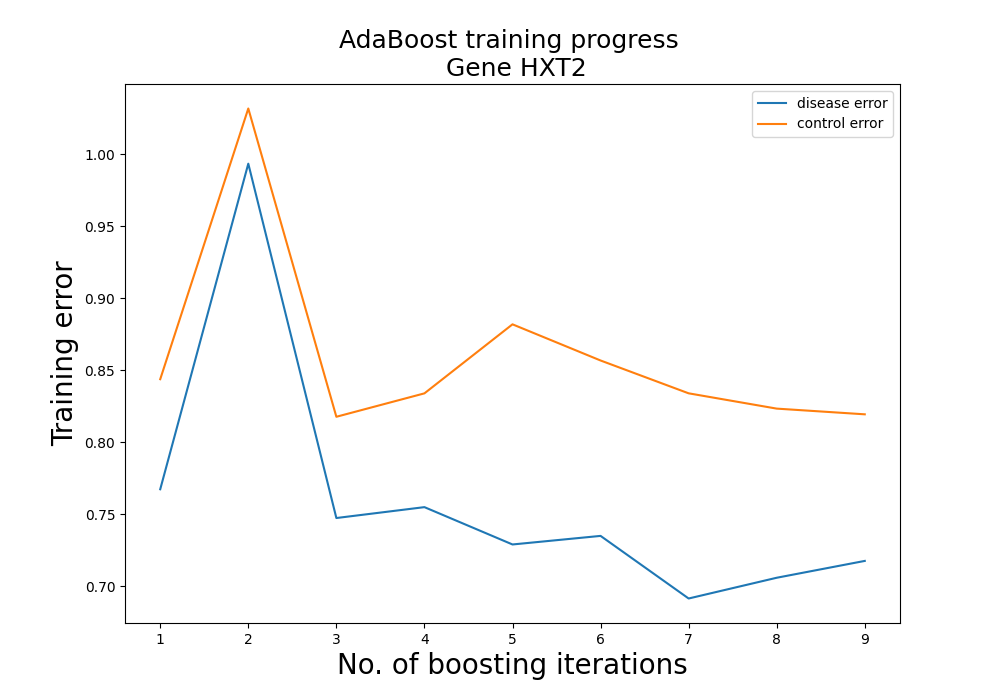 AdaBoost training progress
Gene HXT2
disease error
control error
Training error
1.00
0.95
0.90
0.85
0.80
0.75
0.70
1 2 3 4 5 6 7 8 9
No. of boosting iterations